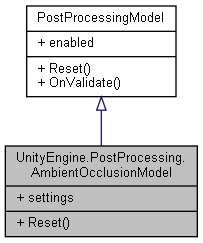 PostProcessingModel
+ enabled
+ Reset()
+ OnValidate()
UnityEngine.PostProcessing.
AmbientOcclusionModel
+ settings
+ Reset()